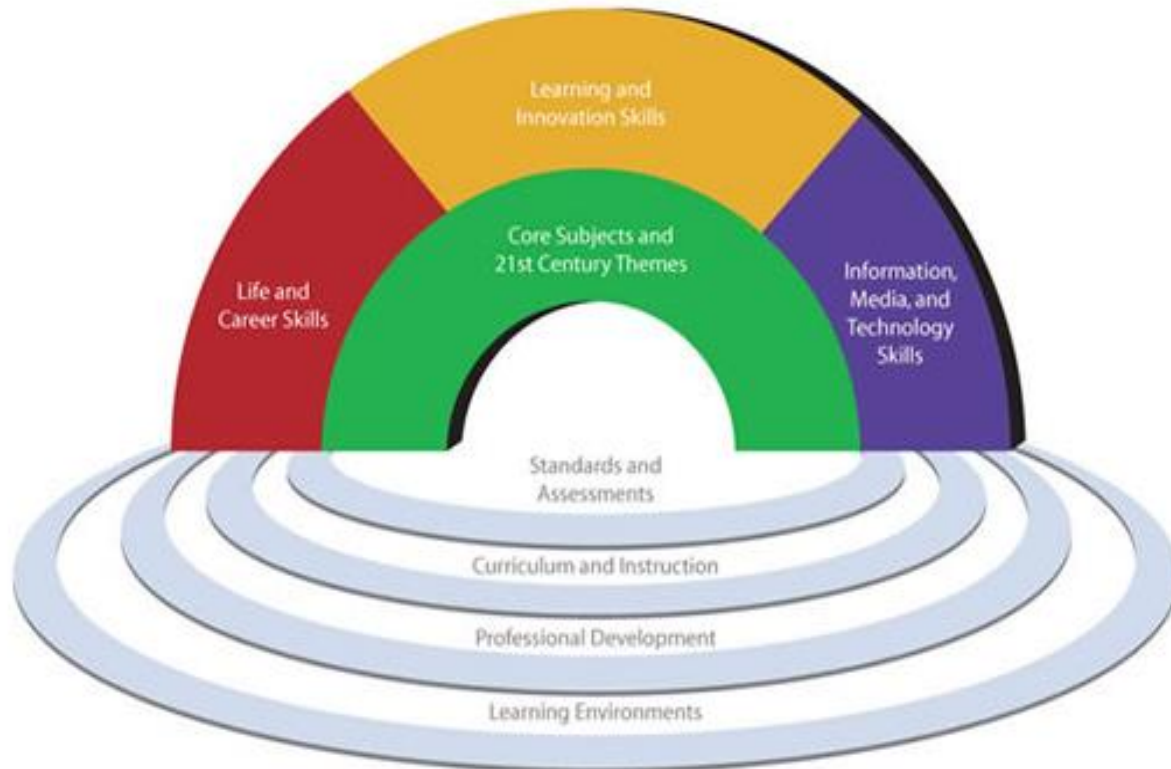 Learning and
Innovation Skills
Core Subjects and
21st Century Themes
Life and
Career Skills
Information,
Media, and
Technology
Skills
Standards and
Assessments
Curriculum and Instruction
Professional Development
Learning Environments